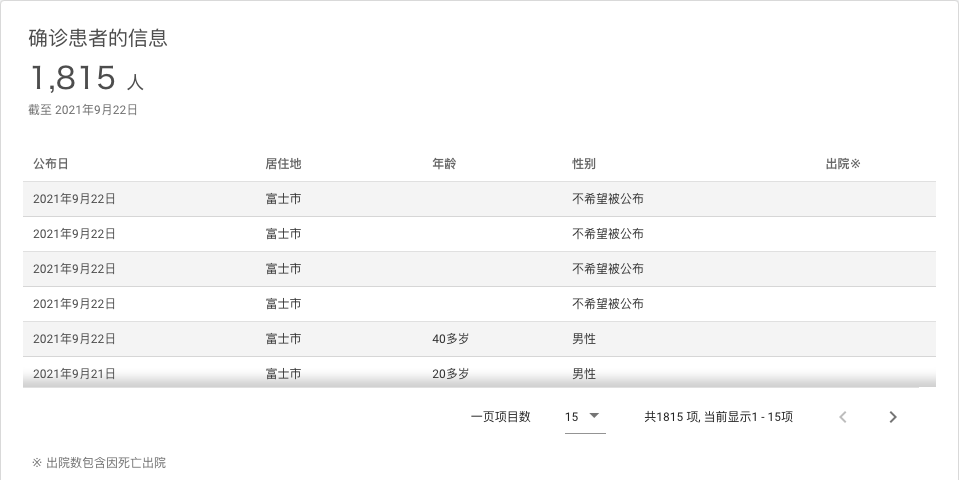 确诊患者的信息
1,815 人
截至 2021年9月22日
公布日 居住地 年龄 性别 出院※
2021年9月22日 富士市 不希望被公布
2021年9月22日 富士市 不希望被公布
2021年9月22日 富士市 不希望被公布
2021年9月22日 富士市 不希望被公布
2021年9月22日 富士市 40多岁 男性
2021年9月21日 富士市 20多岁 男性
一页项目数 15 共1815 项, 当前显示1 - 15项
※ 出院数包含因死亡出院